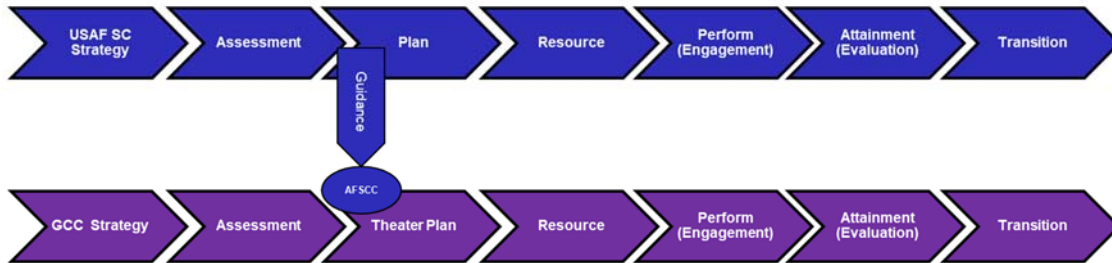 USAF SC
Strategy
Assessment
Plan
Resource
Perform
(Engagement)
Attainment
(Evaluation)
Transition
Guidance
AFSCC
GCC Strategy
Assessment
Theater Plan
Resource
Perform
(Engagement)
Attainment
(Evaluation)
Transition